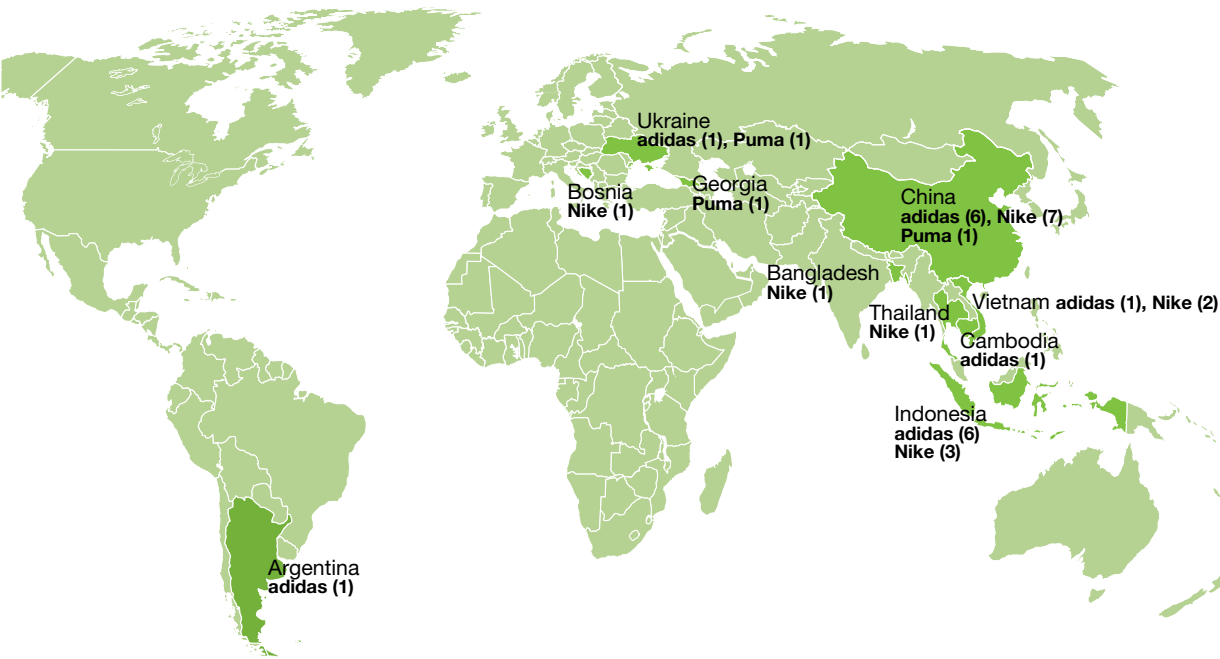 Ukraine
adidas (1), Puma (1)
Bosnia
Nike (1)
Georgia
Puma (1)
China
adidas (6), Nike (7)
Puma (1)
Bangladesh
Nike (1)
Vietnam adidas (1), Nike (2)
Thailand
Nike (1)
Cambodia
adidas (1)
Indonesia
adidas (6)
Nike (3)
Argentina
adidas (1)